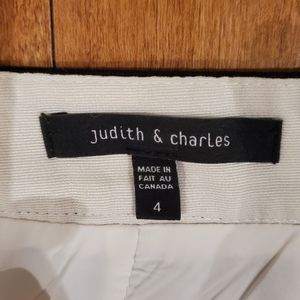 judith & charles
MADE IN
FAIT AU
CANADA
4